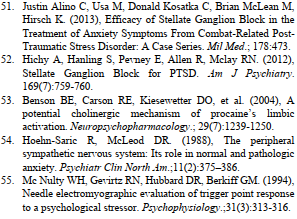 51. Justin Alino C, Usa M, Donald Kosatka C, Brian McLean M,
Hirsch K. (2013), Efficacy of Stellate Ganglion Block in the
Treatment of Anxiety Symptoms From Combat-Related Post-
Traumatic Stress Disorder: A Case Series. Mil Med.; 178:473.
52. Hichy A, Hanling S, Pevney E, Allen R, Mclay RN. (2012),
Stellate Ganglion Block for PTSD. Am J Psychiatry.
169(7):759-760.
53. Benson BE, Carson RE, Kiesewetter DO, et al. (2004), A
potential cholinergic mechanism of procaine’s limbic
activation. Neuropsychopharmacology.; 29(7):1239-1250.
54. Hoehn-Saric R, McLeod DR. (1988), The peripheral
sympathetic nervous system: Its role in normal and pathologic
anxiety. Psychiatr Clin North Am.;11(2):375–386.
55. Mc Nulty WH, Gevirtz RN, Hubbard DR, Berkiff GM. (1994),
Needle electromyographic evaluation of trigger point response
to a psychological stressor. Psychophysiology.;31(3):313-316.